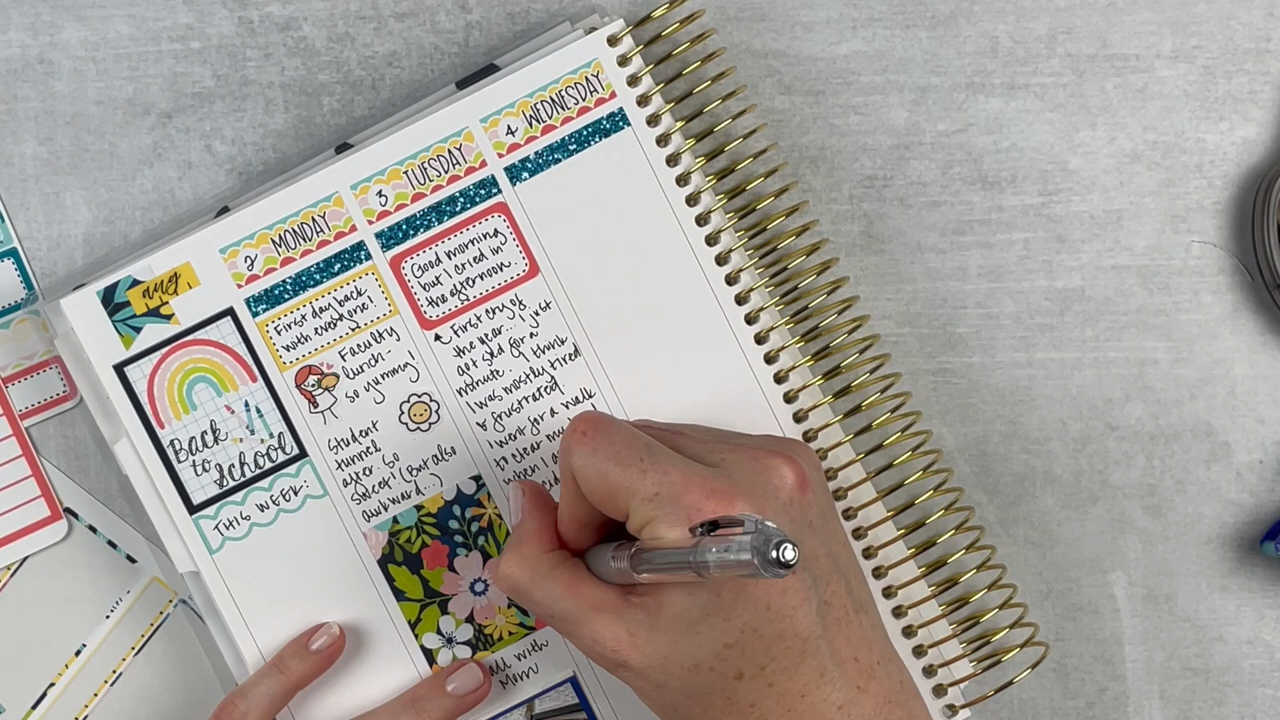 aug
Back
to
School
THIS WEEK:
2 MONDAY
First day back
with everyone!
Faculty
lunch-
so yummy!
Student
tunnel
after. So
sweet! (But also
awkward...)
all with
Mom
3 TUESDAY
Good morning
but I cried in
the afternoon.
First cry of
the year... I just
got sad for a
minute. I think
I was mostly tired
& frustrated.
I went for a walk
to clear my
when I
4 WEDNESDAY